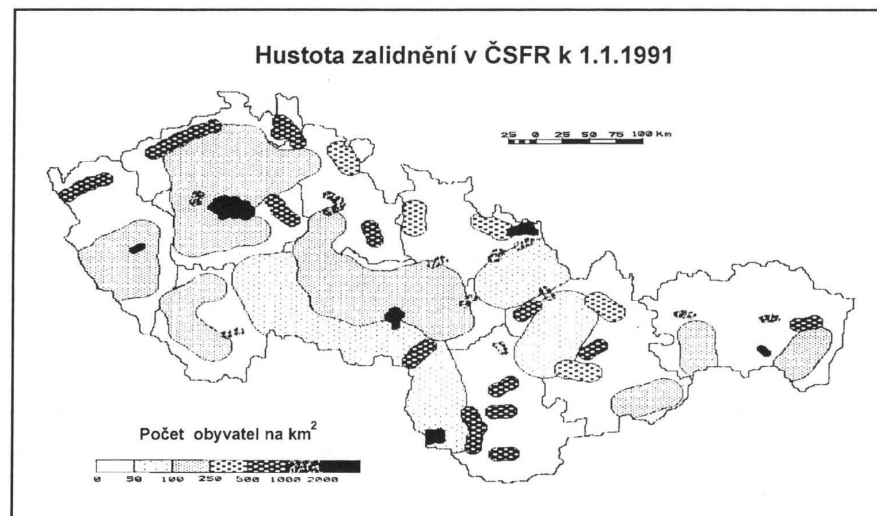 Hustota zalidnění v ČSFR k 1.1.1991
25 0 25 50 75 100 Km
Počet obyvatel na km²
0 50 100 250 500 1000 2000